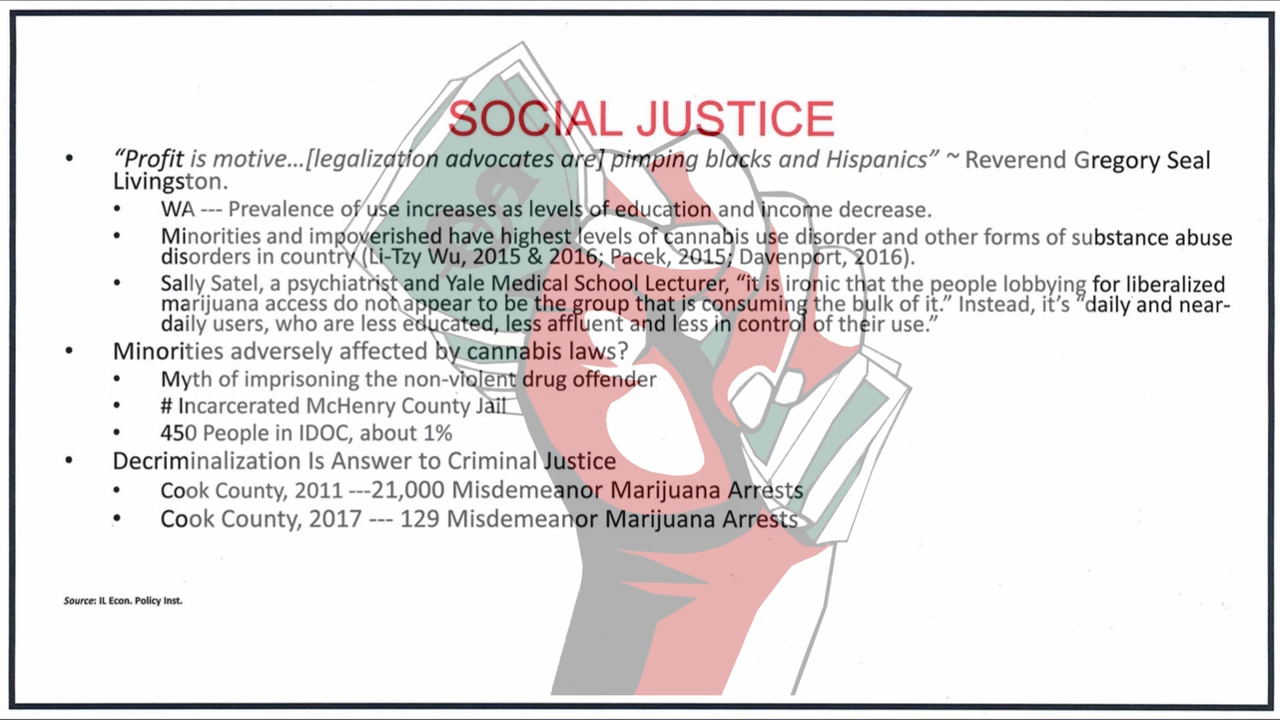 SOCIAL JUSTICE
• “Profit is motive...[legalization advocates are] pimping blacks and Hispanics” ~ Reverend Gregory Seal
Livingston.
• WA --- Prevalence of use increases as levels of education and income decrease.
• Minorities and impoverished have highest levels of cannabis use disorder and other forms of substance abuse
disorders in country (Li-Tzy Wu, 2015 & 2016; Pacek, 2015; Davenport, 2016).
• Sally Satel, a psychiatrist and Yale Medical School Lecturer, “it is ironic that the people lobbying for liberalized
marijuana access do not appear to be the group that is consuming the bulk of it.” Instead, it’s “daily and near-
daily users, who are less educated, less affluent and less in control of their use.”
• Minorities adversely affected by cannabis laws?
• Myth of imprisoning the non-violent drug offender
• # Incarcerated McHenry County Jail
• 450 People in IDOC, about 1%
• Decriminalization Is Answer to Criminal Justice
• Cook County, 2011 ---21,000 Misdemeanor Marijuana Arrests
• Cook County, 2017 --- 129 Misdemeanor Marijuana Arrests
Source: IL Econ. Policy Inst.